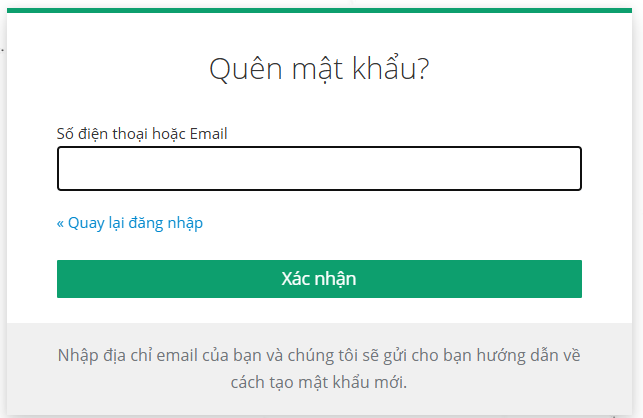 Quên mật khẩu?
Số điện thoại hoặc Email
« Quay lại đăng nhập
Xác nhận
Nhập địa chỉ email của bạn và chúng tôi sẽ gửi cho bạn hướng dẫn về
cách tạo mật khẩu mới.